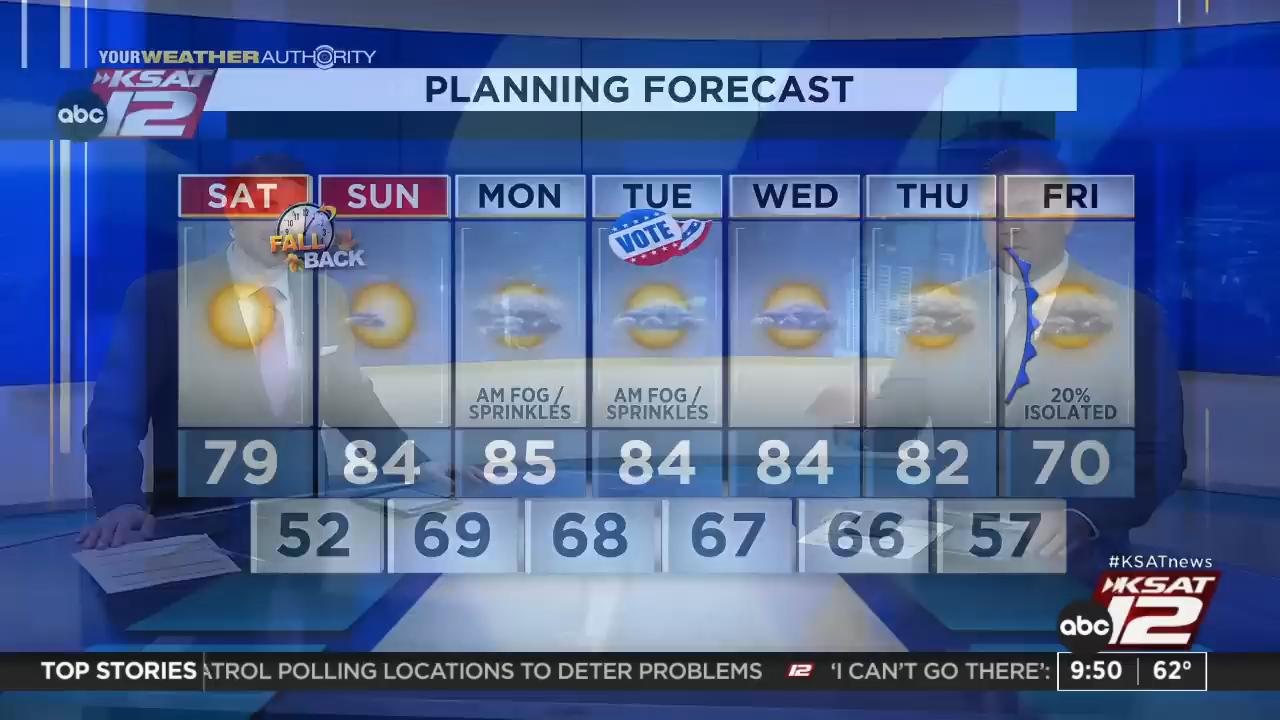 YOURWEATHERAUTHORITY
KSAT
abc 12
PLANNING FORECAST
SAT SUN MON TUE WED THU FRI
FALL
BACK
VOTE
AM FOG / SPRINKLES
AM FOG / SPRINKLES
20% ISOLATED
79 84 85 84 84 82 70
52 69 68 67 66 57
#KSATnews
KSAT
abc 12
TOP STORIES ATROL POLLING LOCATIONS TO DETER PROBLEMS 12 'I CAN'T GO THERE': 9:50 62°